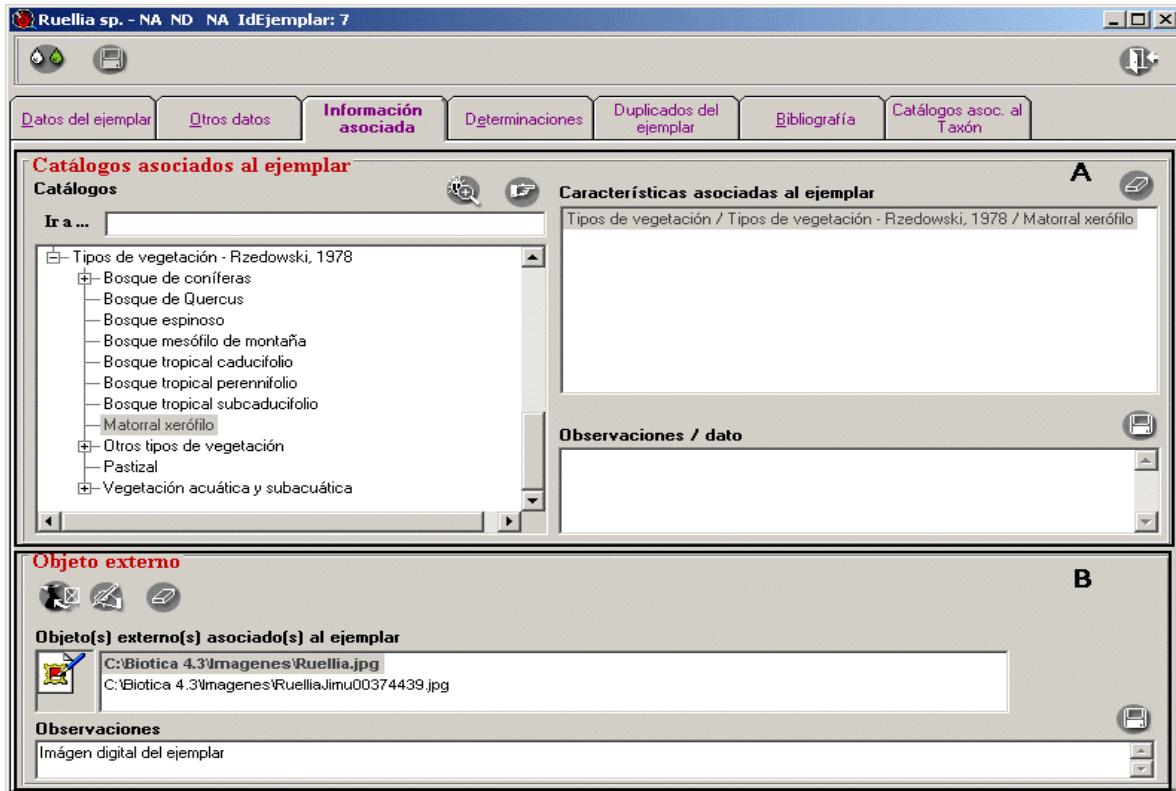 Ruellia sp. - NA ND NA IdEjemplar: 7
Datos del ejemplar
Otros datos
Información
asociada
Determinaciones
Duplicados del
ejemplar
Bibliografía
Catálogos asoc. al
Taxón
Catálogos asociados al ejemplar
A
Catálogos
Ir a ...
Tipos de vegetación - Rzedowski, 1978
Bosque de coníferas
Bosque de Quercus
Bosque espinoso
Bosque mesófilo de montaña
Bosque tropical caducifolio
Bosque tropical perennifolio
Bosque tropical subcaducifolio
Matorral xerófilo
Otros tipos de vegetación
Pastizal
Vegetación acuática y subacuática
Características asociadas al ejemplar
Tipos de vegetación / Tipos de vegetación - Rzedowski, 1978 / Matorral xerófilo
Observaciones / dato
Objeto externo
B
Objeto(s) externo(s) asociado(s) al ejemplar
C:\Biotica 4.3\Imagenes\Ruellia.jpg
C:\Biotica 4.3\Imagenes\RuelliaJimu00374439.jpg
Observaciones
Imágen digital del ejemplar